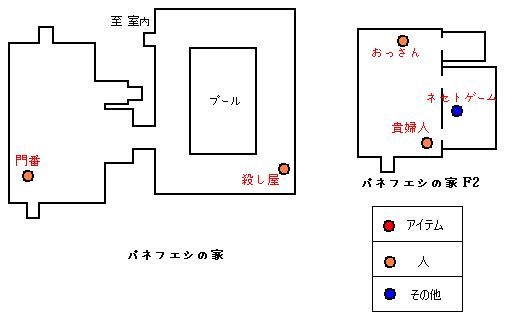 至 室内
プール
門番
殺し屋
パネフェシの家
おっさん
ネセトゲーム
貴婦人
パネフェシの家 F2
アイテム
人
その他